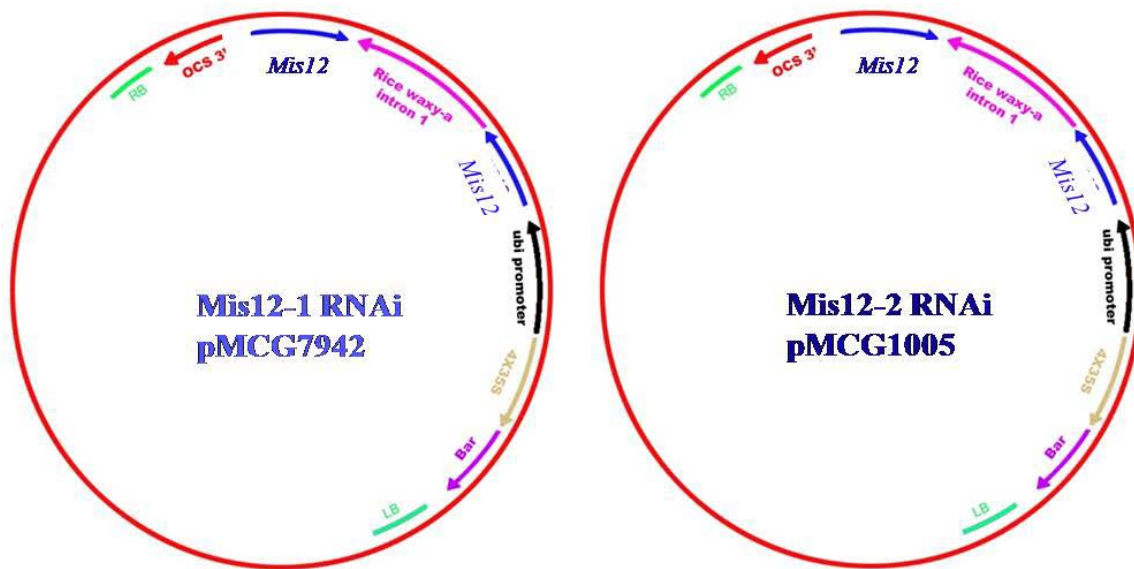 RB
OCS 3'
Mis12
Rice waxy-a
intron 1
Mis12
ubi promoter
4X35S
Bar
LB
Mis12-1 RNAi
pMCG7942
RB
OCS 3'
Mis12
Rice waxy-a
intron 1
Mis12
ubi promoter
4X35S
Bar
LB
Mis12-2 RNAi
pMCG1005